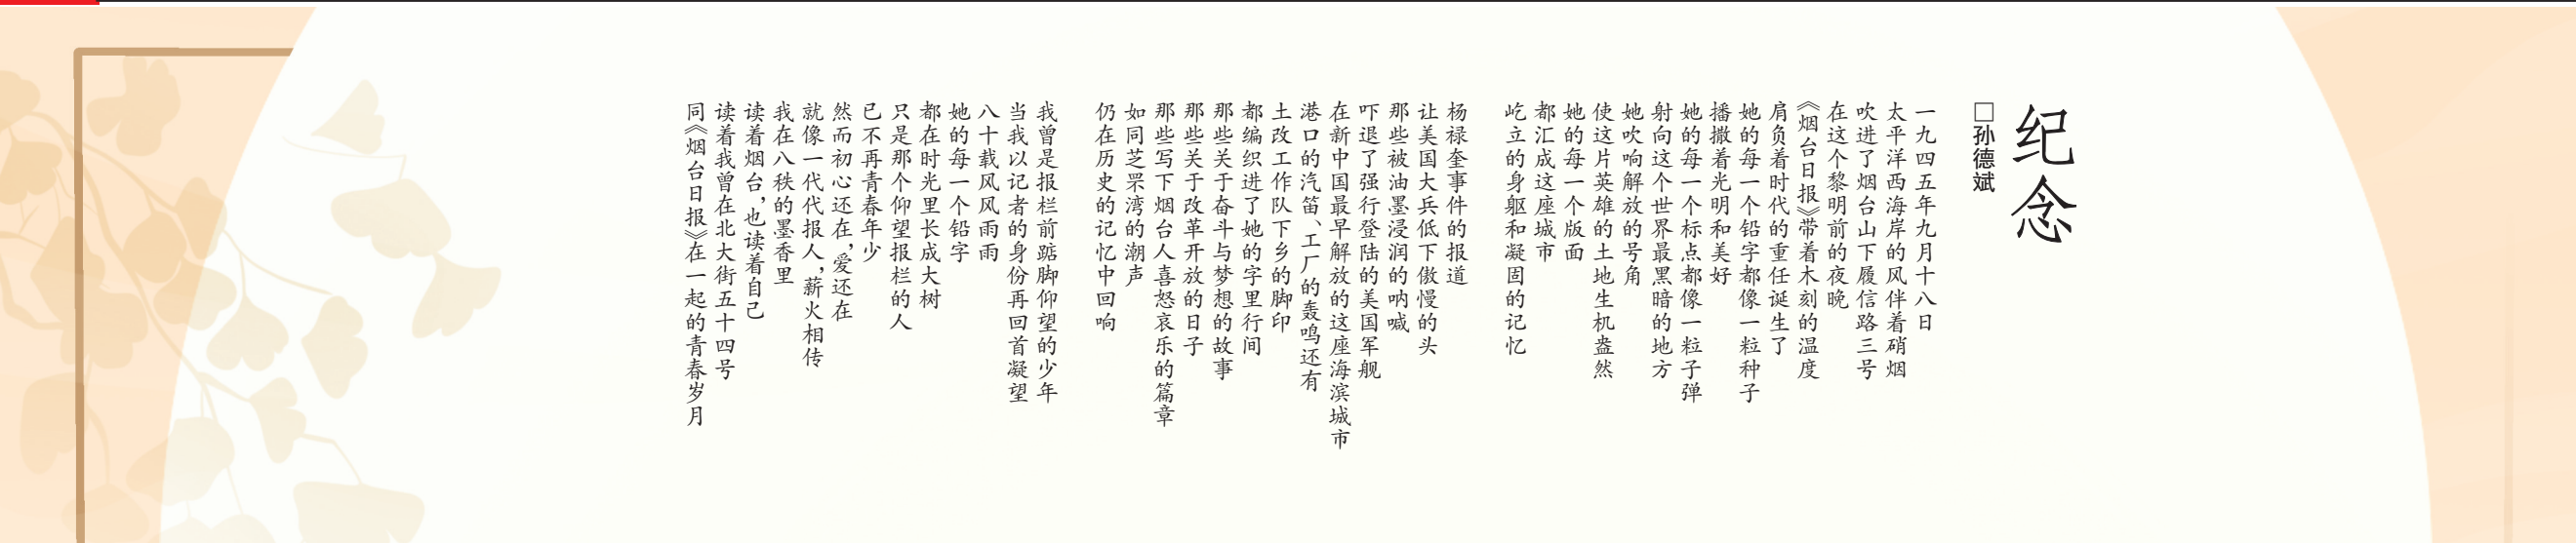 纪念
□孙德斌
一九四五年九月十八日
太平洋西海岸的风伴着硝烟
吹进了烟台山下履信路三号
在这个黎明前的夜晚
《烟台日报》带着木刻的温度
肩负着时代的重任诞生了
她的每一个铅字都像一粒种子
播撒着光明和美好
她的每一个标点都像一粒子弹
射向这个世界最黑暗的地方
她吹响解放的号角
使这片英雄的土地生机盎然
她的每一个版面
都汇成这座城市
屹立的身躯和凝固的记忆
杨禄奎事件的报道
让美国大兵低下傲慢的头
那些被油墨浸润的呐喊
吓退了强行登陆的美国军舰
在新中国最早解放的这座海滨城市
港口的汽笛、工厂的轰鸣还有
土改工作队下乡的脚印
都编织进了她的字里行间
那些关于奋斗与梦想的故事
那些关于改革开放的日子
那些写下烟台人喜怒哀乐的篇章
如同芝罘湾的潮声
仍在历史的记忆中回响
我曾是报栏前踮脚仰望的少年
当我以记者的身份再回首凝望
八十载风风雨雨
她的每一个铅字
都在时光里长成大树
只是那个仰望报栏的人
已不再青春年少
然而初心还在，爱还在
就像一代代报人，薪火相传
我在八秩的墨香里
读着烟台，也读着自己
读着我曾在北大街五十四号
同《烟台日报》在一起的青春岁月